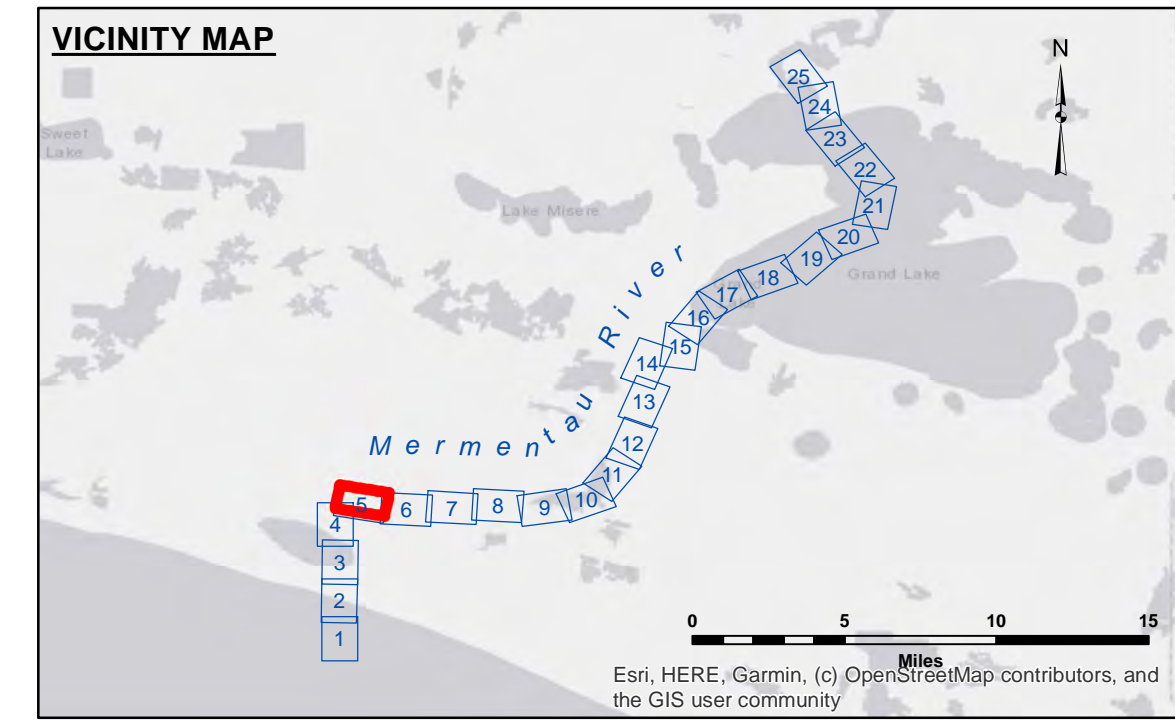 VICINITY MAP
N
25
24
Sweet
Lake
23
22
Lake Misere
21
20
19
Grand Lake
18
17
16
Mermentau River
15
14
13
12
11
10
5
6
7
8
9
4
3
2
1
0 5 10 15
Miles
Esri, HERE, Garmin, (c) OpenStreetMap contributors, and
the GIS user community